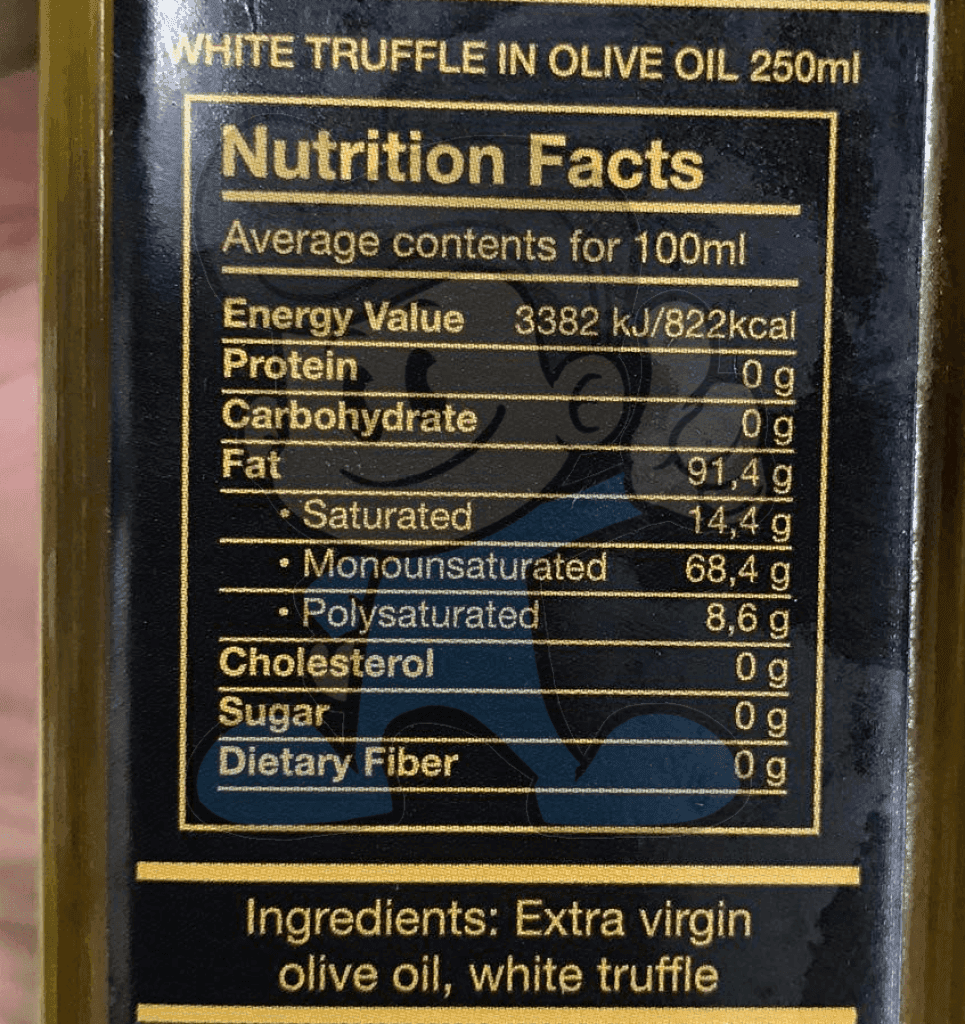 WHITE TRUFFLE IN OLIVE OIL 250ml
Nutrition Facts
Average contents for 100ml
Energy Value 3382 kJ/822kcal
Protein 0 g
Carbohydrate 0 g
Fat 91,4 g
• Saturated 14,4 g
• Monounsaturated 68,4 g
• Polysaturated 8,6 g
Cholesterol 0 g
Sugar 0 g
Dietary Fiber 0 g
Ingredients: Extra virgin
olive oil, white truffle